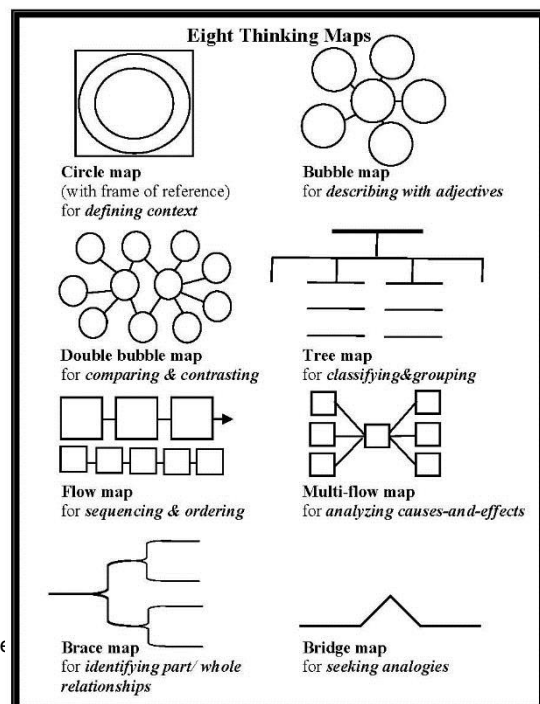 Eight Thinking Maps
Circle map
(with frame of reference)
for defining context
Bubble map
for describing with adjectives
Double bubble map
for comparing & contrasting
Tree map
for classifying&grouping
Flow map
for sequencing & ordering
Multi-flow map
for analyzing causes-and-effects
Brace map
for identifying part/ whole
relationships
Bridge map
for seeking analogies